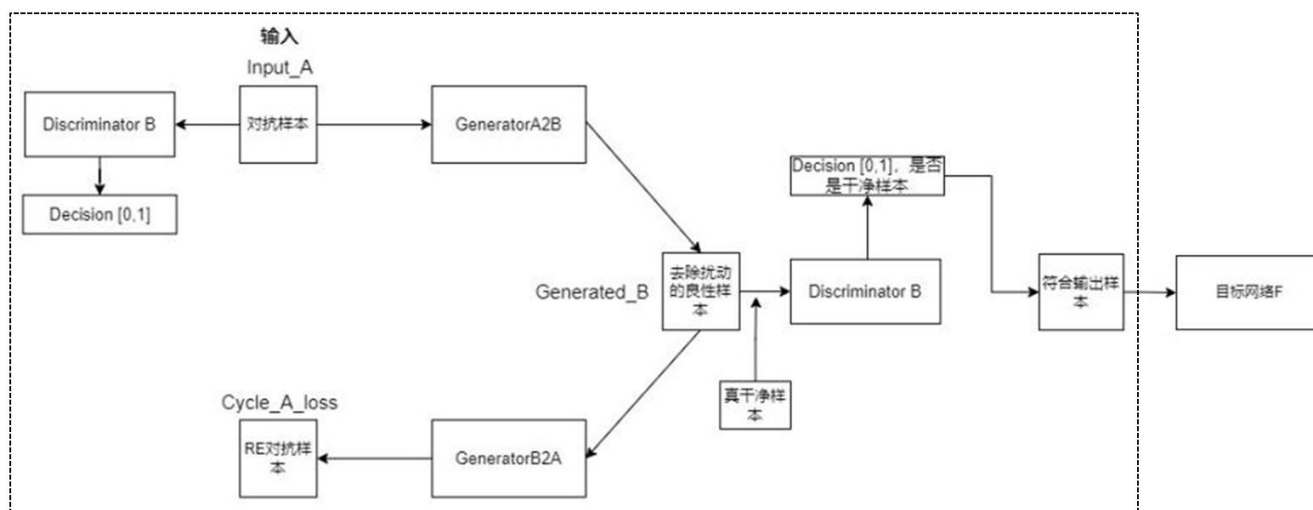 输入
Input_A
Discriminator B
对抗样本
GeneratorA2B
Decision [0,1]
Decision [0,1]，是否
是干净样本
Generated_B
去除扰动
的良性样
本
Discriminator B
符合输出样
本
目标网络F
真干净样
本
Cycle_A_loss
RE对抗样
本
GeneratorB2A